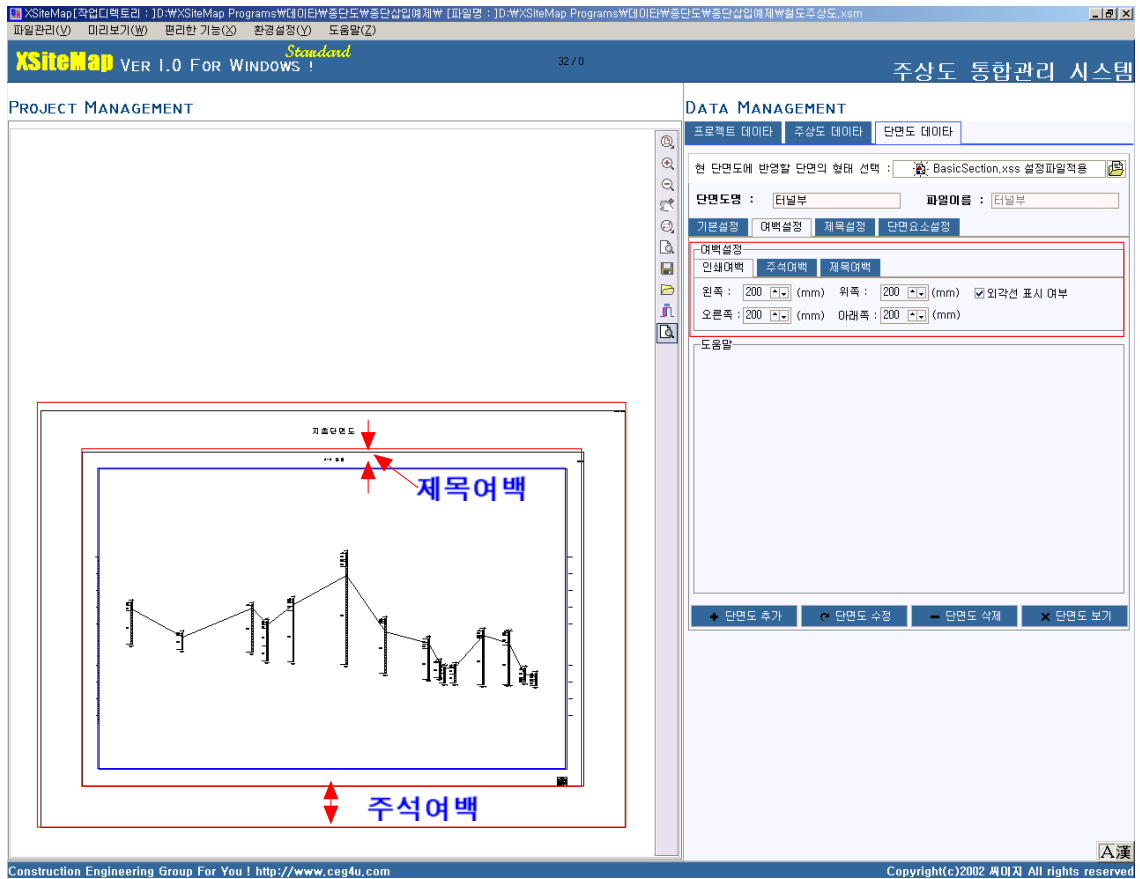 XSiteMap[작업디렉토리 : ]D:₩XSiteMap Programs₩데이타₩종단도₩종단삽입예제₩ [파일명 : ]D:₩XSiteMap Programs₩데이타₩종단도₩종단삽입예제₩철도주상도.xsm
파일관리(V) 미리보기(W) 편리한 기능(X) 환경설정(Y) 도움말(Z)
XSiteMap VER 1.0 FOR WINDOWS !
Standard
32 / 0
주상도 통합관리 시스템
PROJECT MANAGEMENT
DATA MANAGEMENT
프로젝트 데이타 주상도 데이타 단면도 데이타
현 단면도에 반영할 단면의 형태 선택 : BasicSection.xss 설정파일적용
단면도명 : 터널부 파일이름 : 터널부
기본설정 여백설정 제목설정 단면요소설정
여백설정
인쇄여백 주석여백 제목여백
왼쪽 : 200 (mm) 위쪽 : 200 (mm) 외각선 표시 여부
오른쪽 : 200 (mm) 아래쪽 : 200 (mm)
도움말
지층단면도
제목여백
주석여백
단면도 추가 단면도 수정 단면도 삭제 단면도 보기
A漢
Construction Engineering Group For You ! http://www.ceg4u.com
Copyright(c)2002 씨이지 All rights reserved